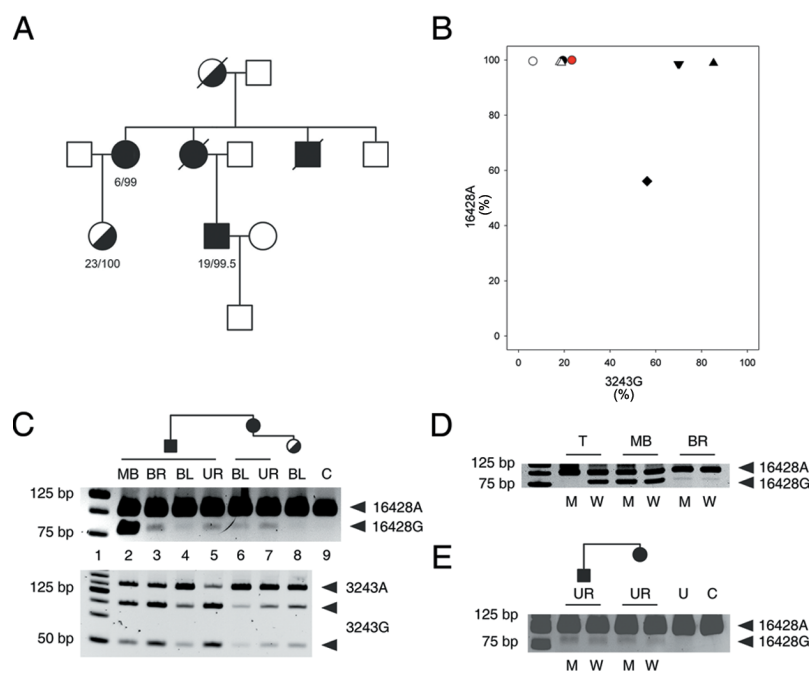 A
B
6/99
23/100
19/99.5
100
80
60
40
20
0
16428A
(%)
0 20 40 60 80 100
3243G
(%)
C
MB BR BL UR BL UR BL C
125 bp
16428A
16428G
75 bp
1 2 3 4 5 6 7 8 9
125 bp
3243A
3243G
50 bp
D
T MB BR
125 bp
16428A
75 bp
16428G
M W M W M W
E
UR UR U C
125 bp
16428A
75 bp
16428G
M W M W